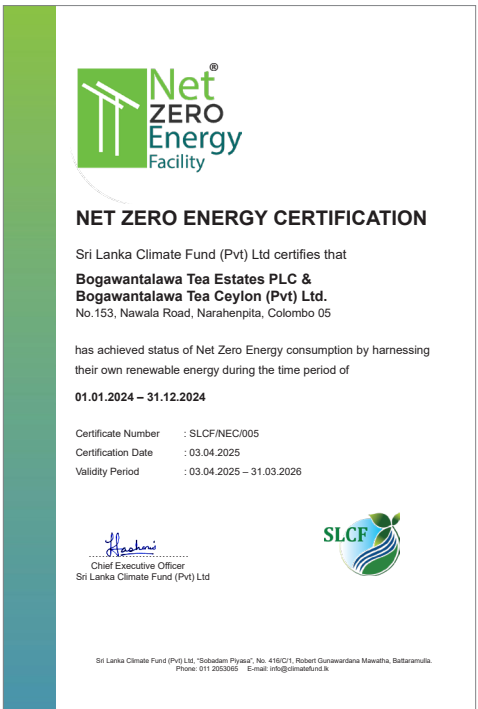 Net®
ZERO
Energy
Facility
NET ZERO ENERGY CERTIFICATION
Sri Lanka Climate Fund (Pvt) Ltd certifies that
Bogawantalawa Tea Estates PLC &
Bogawantalawa Tea Ceylon (Pvt) Ltd.
No.153, Nawala Road, Narahenpita, Colombo 05
has achieved status of Net Zero Energy consumption by harnessing
their own renewable energy during the time period of
01.01.2024 – 31.12.2024
Certificate Number : SLCF/NEC/005
Certification Date : 03.04.2025
Validity Period : 03.04.2025 – 31.03.2026
SLCF
Chief Executive Officer
Sri Lanka Climate Fund (Pvt) Ltd
Sri Lanka Climate Fund (Pvt) Ltd, "Sobadam Piyasa", No. 416/C/1, Robert Gunawardana Mawatha, Battaramulla.
Phone: 011 2053065 E-mail: info@climatefund.lk